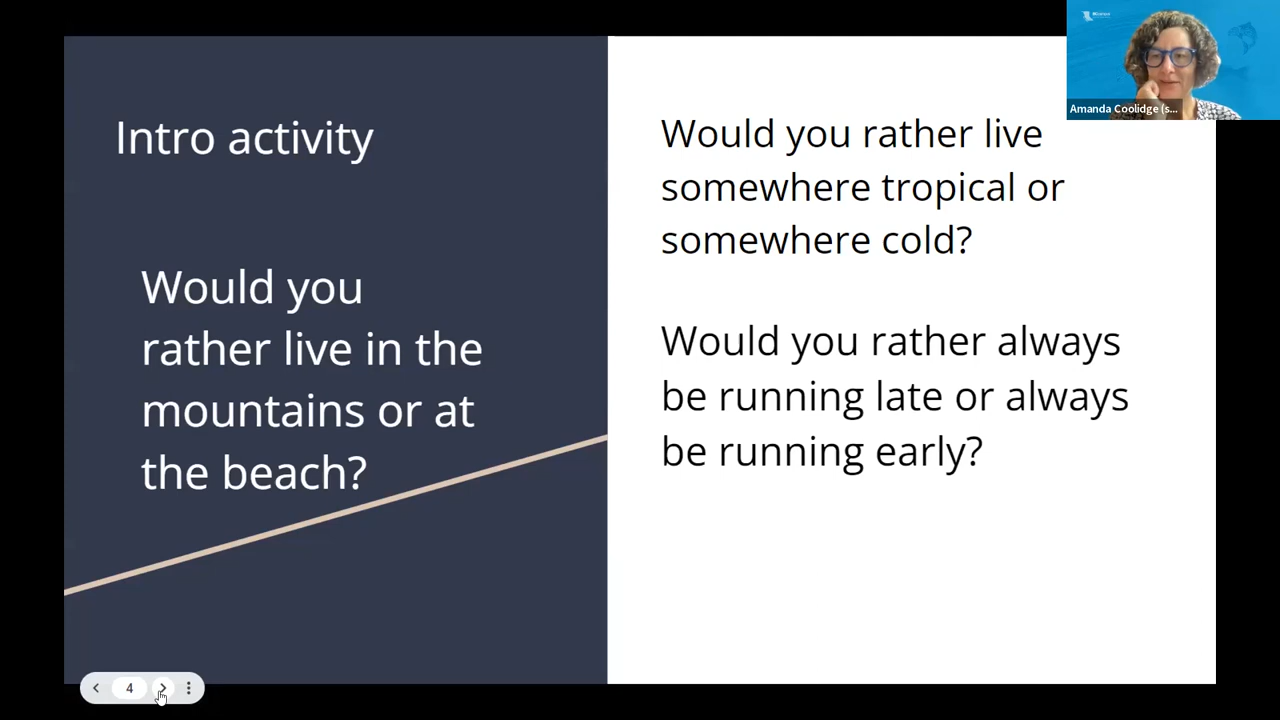 Intro activity
Would you
rather live in the
mountains or at
the beach?
Would you rather live
somewhere tropical or
somewhere cold?
Would you rather always
be running late or always
be running early?
Amanda Coolidge (s...
4